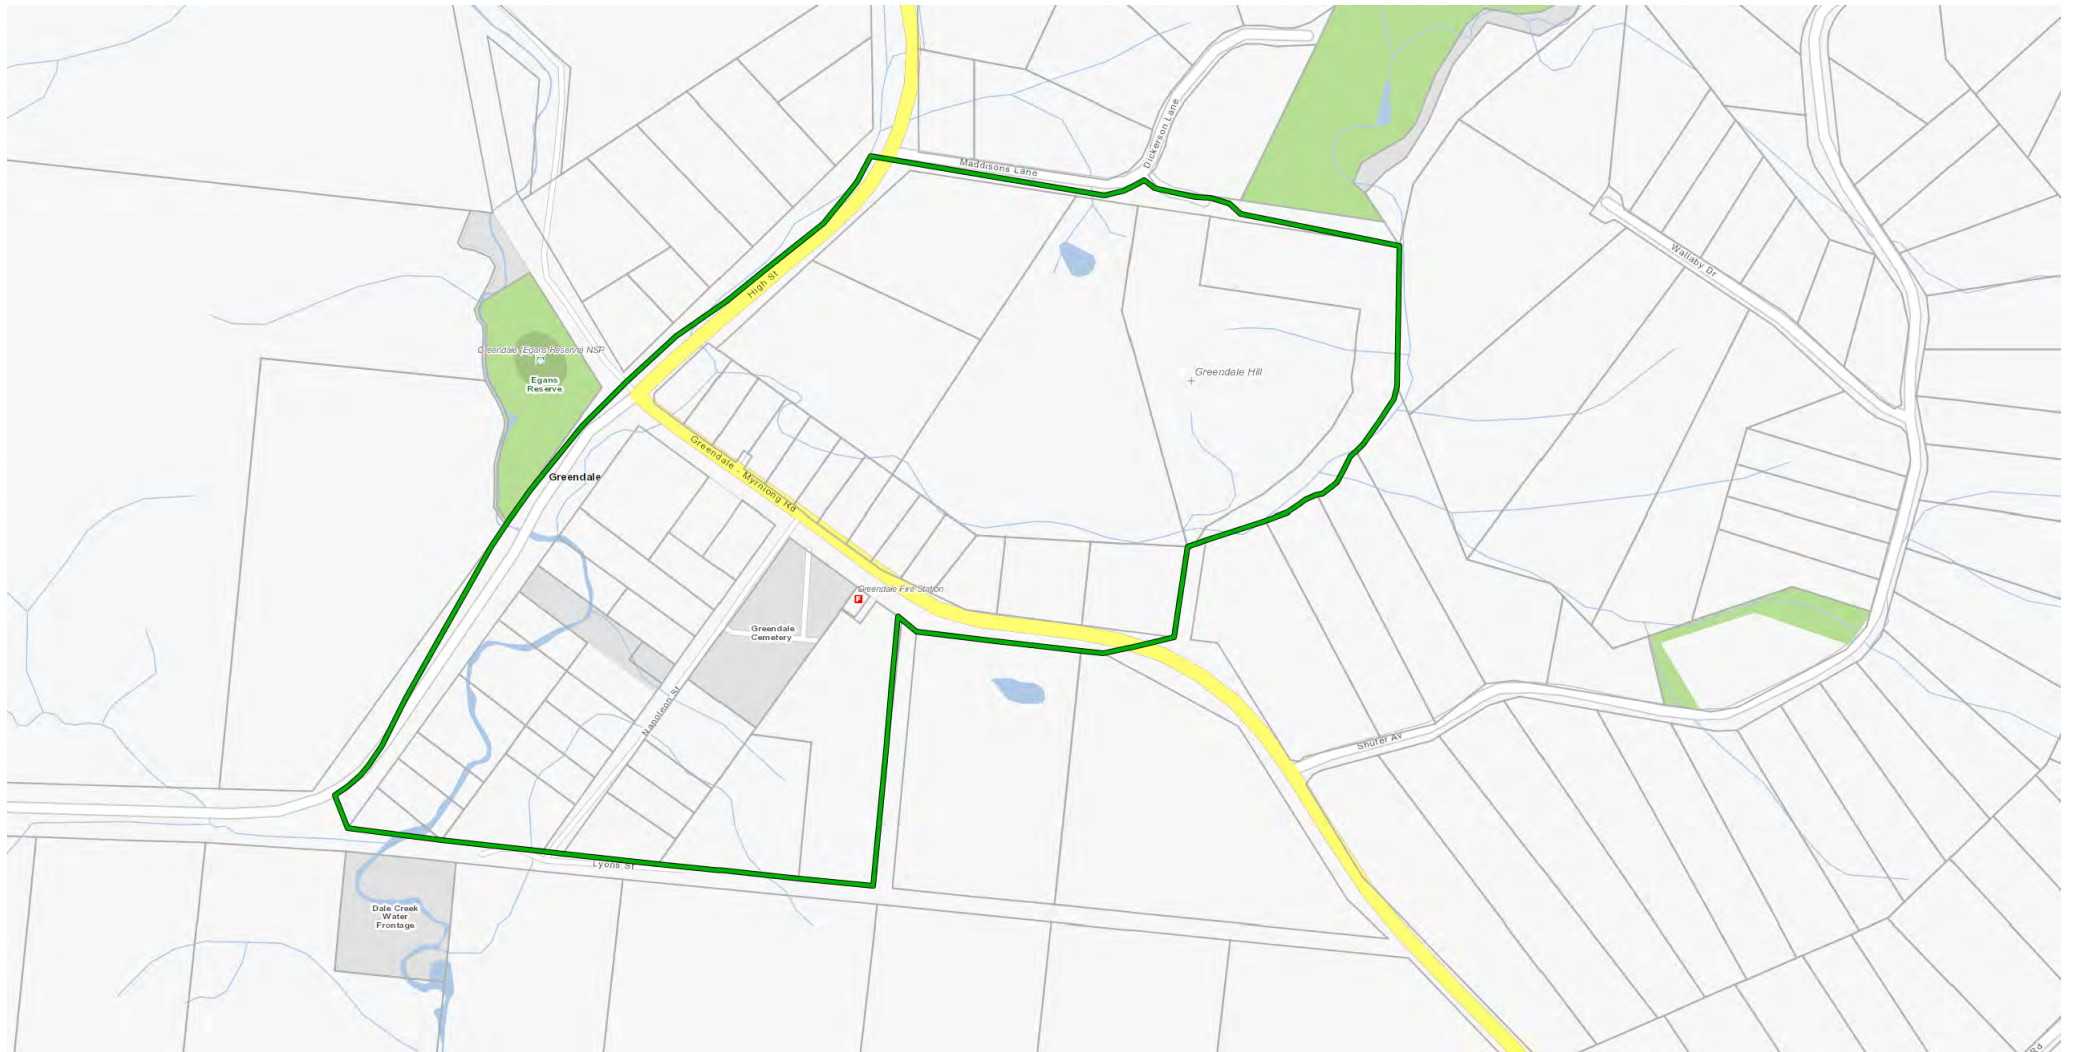 Maddisons Lane
Dickerson Lane
Wallaby Dr
High St
Greendale (Egans Reserve) NSP
Egans
Reserve
Greendale Hill
Greendale - Myrniong Rd
Greendale
Greendale Fire Station
F
Greendale
Cemetery
Napoleon St
Shuter Av
Lyons St
Dale Creek
Water
Frontage
Rd